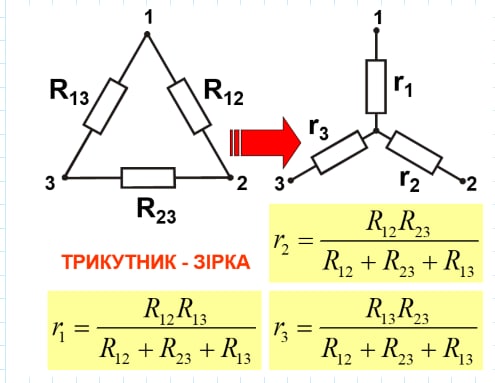 1
1
R13
R12
r1
r3
3
2
3
r2
2
R23
r2 = R12R23 / (R12 + R23 + R13)
ТРИКУТНИК - ЗІРКА
r1 = R12R13 / (R12 + R23 + R13)
r3 = R13R23 / (R12 + R23 + R13)